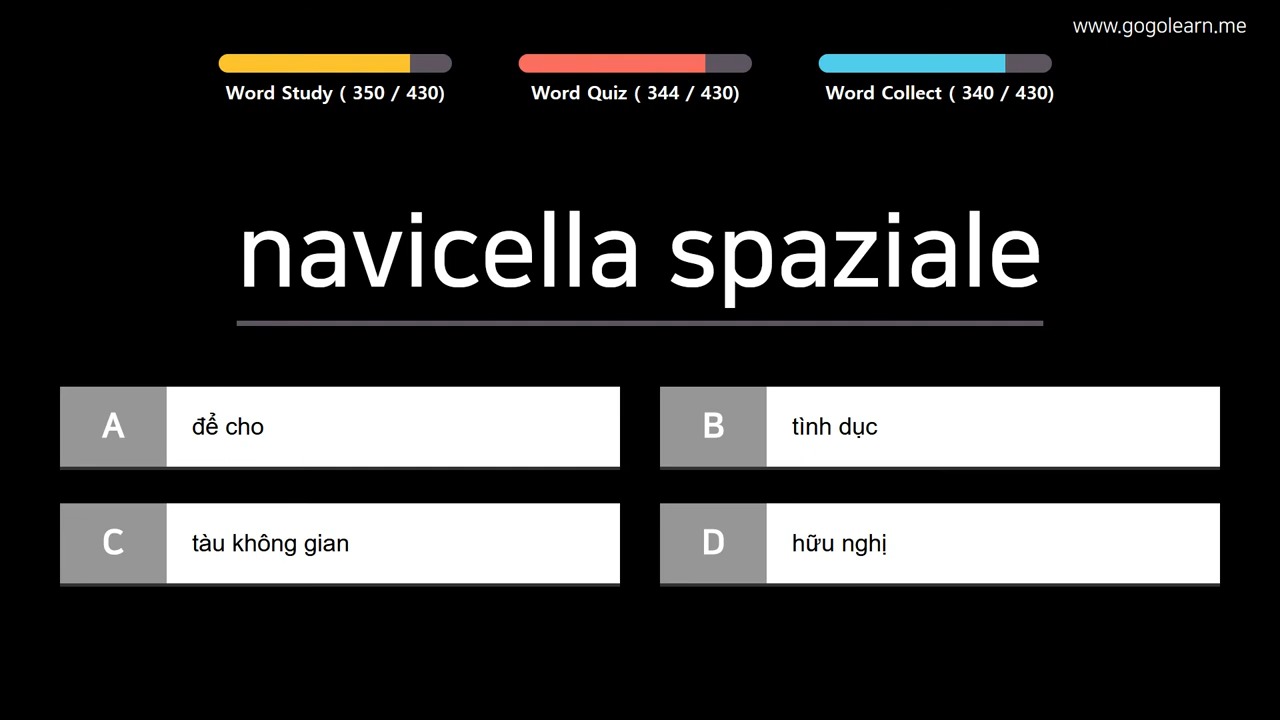 www.gogolearn.me
Word Study ( 350 / 430)
Word Quiz ( 344 / 430)
Word Collect ( 340 / 430)
navicella spaziale
A
để cho
B
tình dục
C
tàu không gian
D
hữu nghị